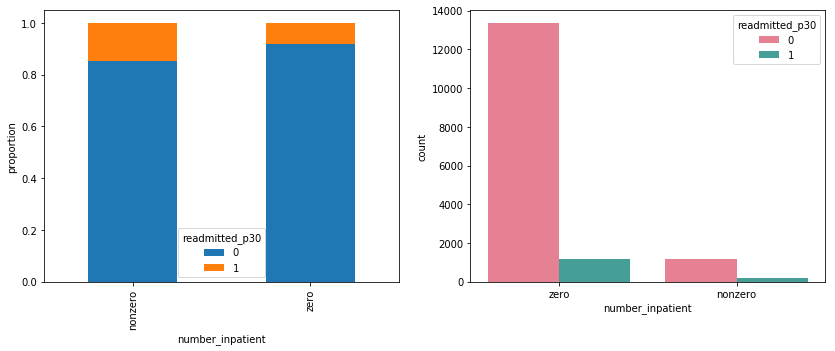 1.0
0.8
0.6
0.4
0.2
0.0
proportion
readmitted_p30
0
1
nonzero
zero
number_inpatient
14000
12000
10000
8000
6000
4000
2000
0
count
readmitted_p30
0
1
zero
nonzero
number_inpatient